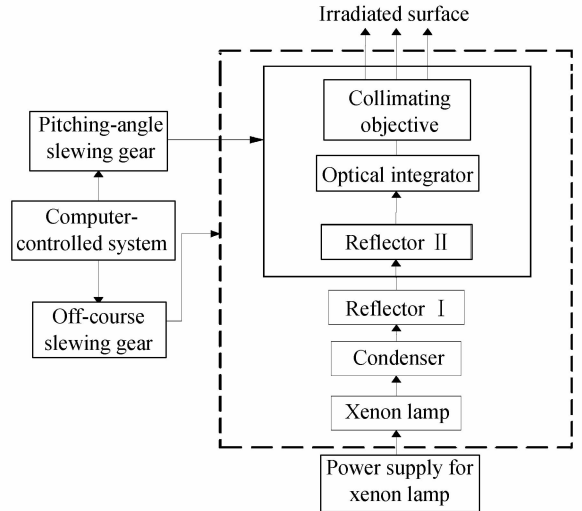 Irradiated surface
Collimating
objective
Pitching-angle
slewing gear
Optical integrator
Computer-
controlled system
Reflector II
Off-course
slewing gear
Reflector I
Condenser
Xenon lamp
Power supply for
xenon lamp